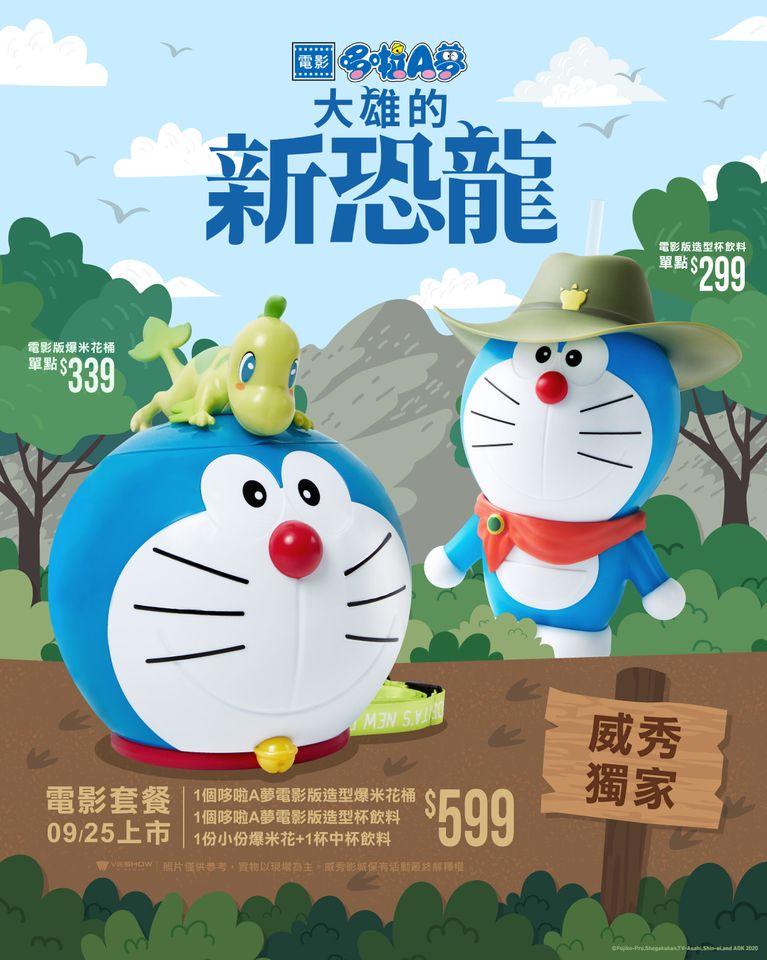 電影 哆啦A夢
大雄的
新恐龍
電影版造型杯飲料
單點$299
電影版爆米花桶
單點$339
威秀
獨家
電影套餐
09/25上市
1個哆啦A夢電影版造型爆米花桶
1個哆啦A夢電影版造型杯飲料
1份小份爆米花+1杯中杯飲料
$599
VIESHOW 照片僅供參考，實物以現場為主。威秀影城保有活動最終解釋權
©Fujiko-Pro,Shogakukan,TV-Asahi,Shin-ei,and ADK 2020